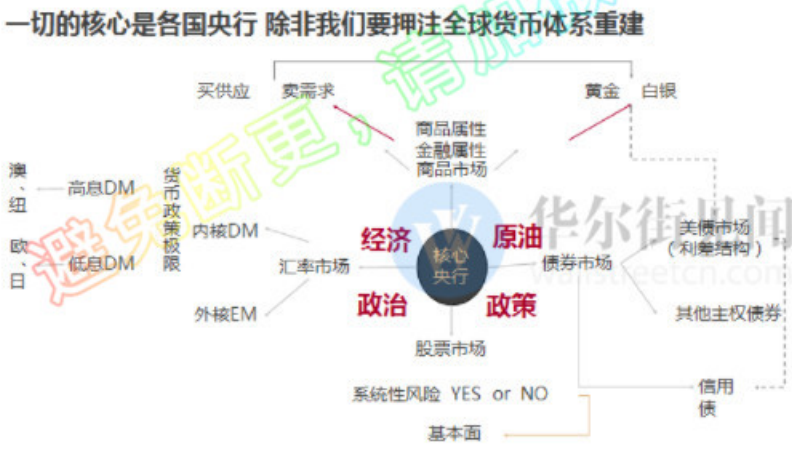 一切的核心是各国央行 除非我们要押注全球货币体系重建
避免断更，请加
买供应 卖需求 黄金 白银
商品属性
金融属性
商品市场
澳、纽 欧、日
高息DM
低息DM
货币政策极限
内核DM
汇率市场
外核EM
经济 原油
核心
央行
政治 政策
华尔街见闻
wallstreetcn.com
债券市场
美债市场
（利差结构）
其他主权债券
信用
债
股票市场
系统性风险 YES or NO
基本面